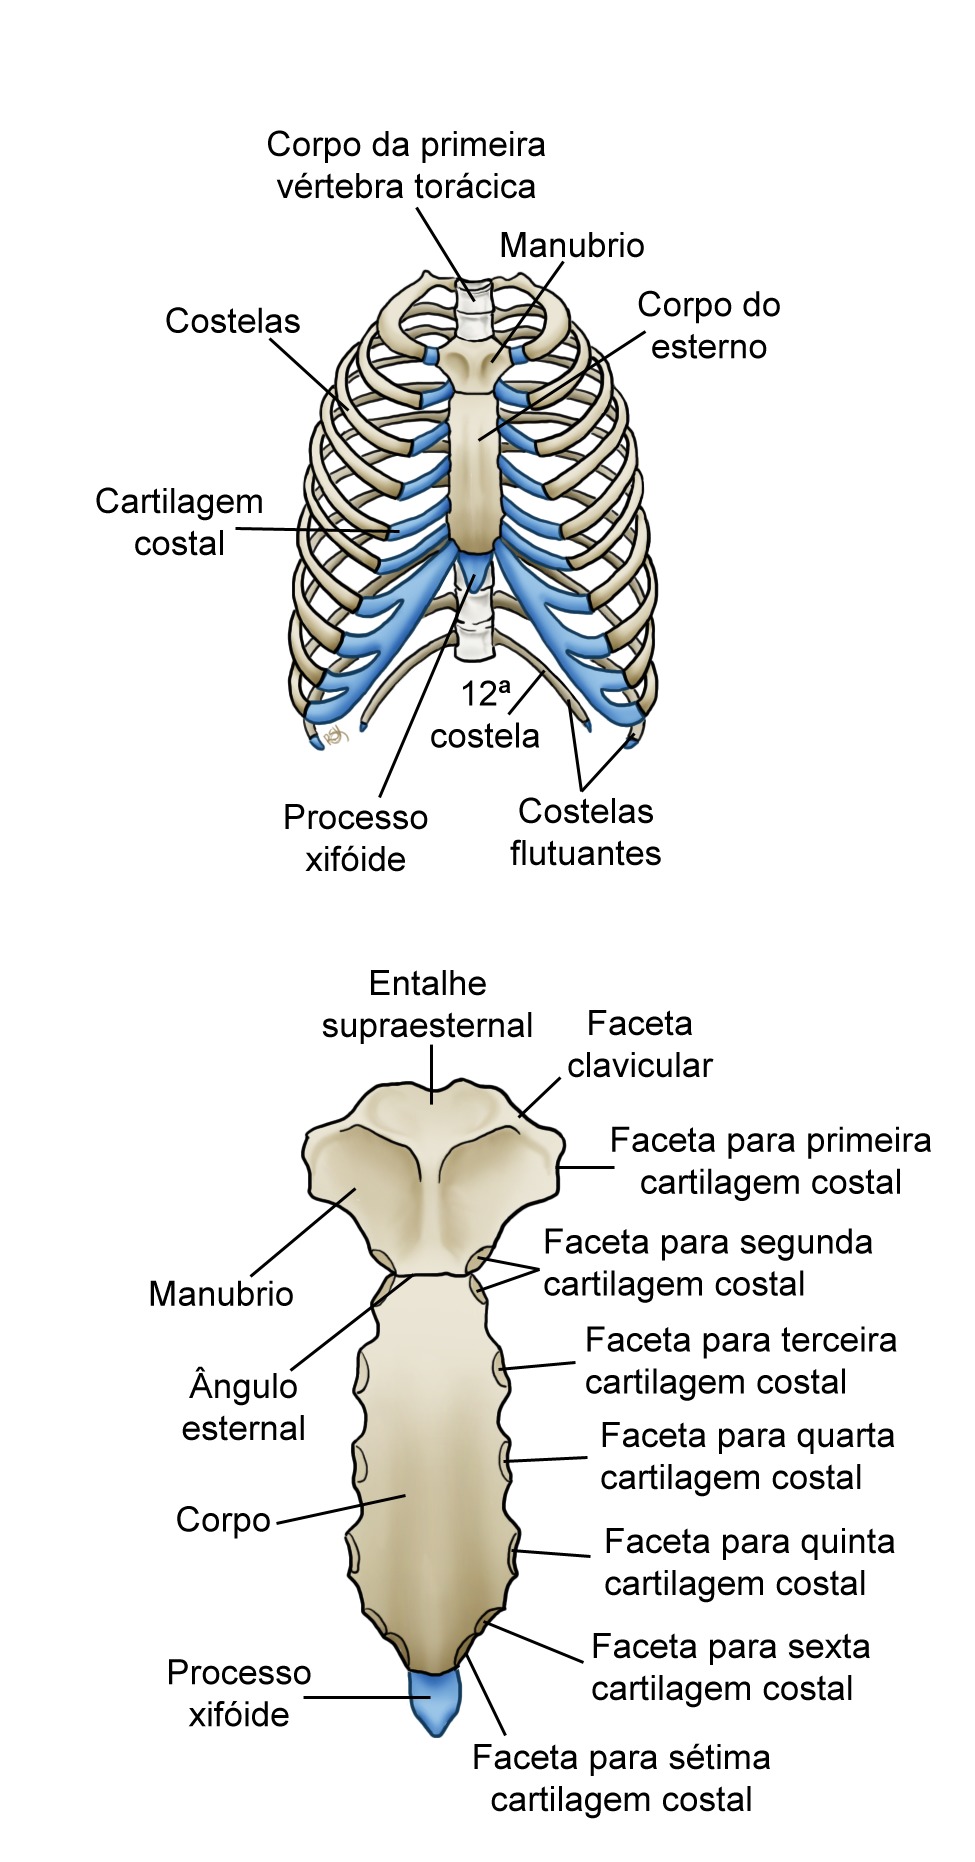 Corpo da primeira
vértebra torácica
Manubrio
Corpo do
esterno
Costelas
Cartilagem
costal
12ª
costela
Processo
xifóide
Costelas
flutuantes
Entalhe
supraesternal
Faceta
clavicular
Faceta para primeira
cartilagem costal
Faceta para segunda
cartilagem costal
Manubrio
Faceta para terceira
cartilagem costal
Ângulo
esternal
Faceta para quarta
cartilagem costal
Corpo
Faceta para quinta
cartilagem costal
Faceta para sexta
cartilagem costal
Processo
xifóide
Faceta para sétima
cartilagem costal